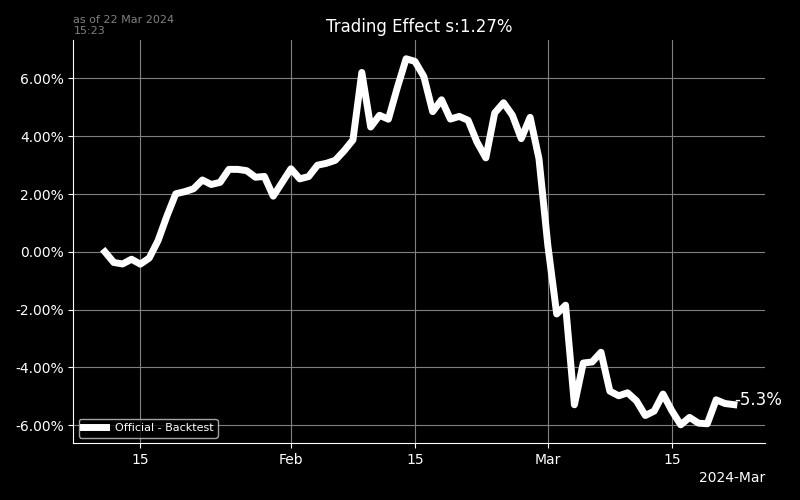 as of 22 Mar 2024
15:23
Trading Effect s:1.27%
6.00%
4.00%
2.00%
0.00%
-2.00%
-4.00%
-6.00%
-5.3%
Official - Backtest
15
Feb
15
Mar
15
2024-Mar